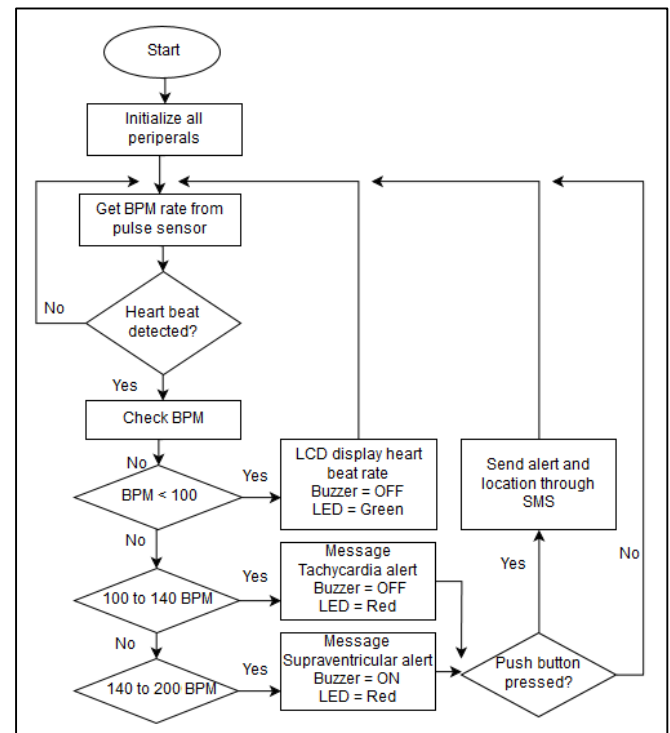 Start
Initialize all
periperals
Get BPM rate from
pulse sensor
No
Heart beat
detected?
Yes
Check BPM
No
BPM < 100
Yes
LCD display heart
beat rate
Buzzer = OFF
LED = Green
Send alert and
location through
SMS
No
100 to 140 BPM
Yes
Message
Tachycardia alert
Buzzer = OFF
LED = Red
Yes
No
No
140 to 200 BPM
Yes
Message
Supraventricular alert
Buzzer = ON
LED = Red
Push button
pressed?